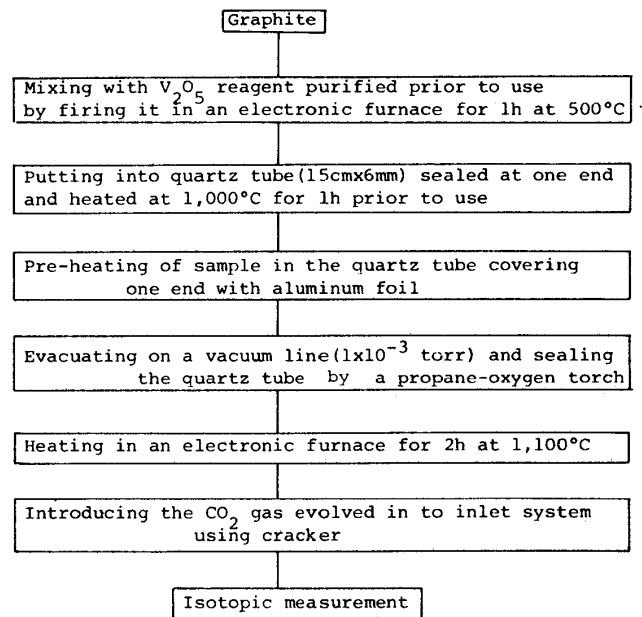 Graphite
Mixing with V2O5 reagent purified prior to use
by firing it in an electronic furnace for 1h at 500°C
Putting into quartz tube(15cmx6mm) sealed at one end
and heated at 1,000°C for 1h prior to use
Pre-heating of sample in the quartz tube covering
one end with aluminum foil
Evacuating on a vacuum line(1x10⁻³ torr) and sealing
the quartz tube by a propane-oxygen torch
Heating in an electronic furnace for 2h at 1,100°C
Introducing the CO2 gas evolved in to inlet system
using cracker
Isotopic measurement